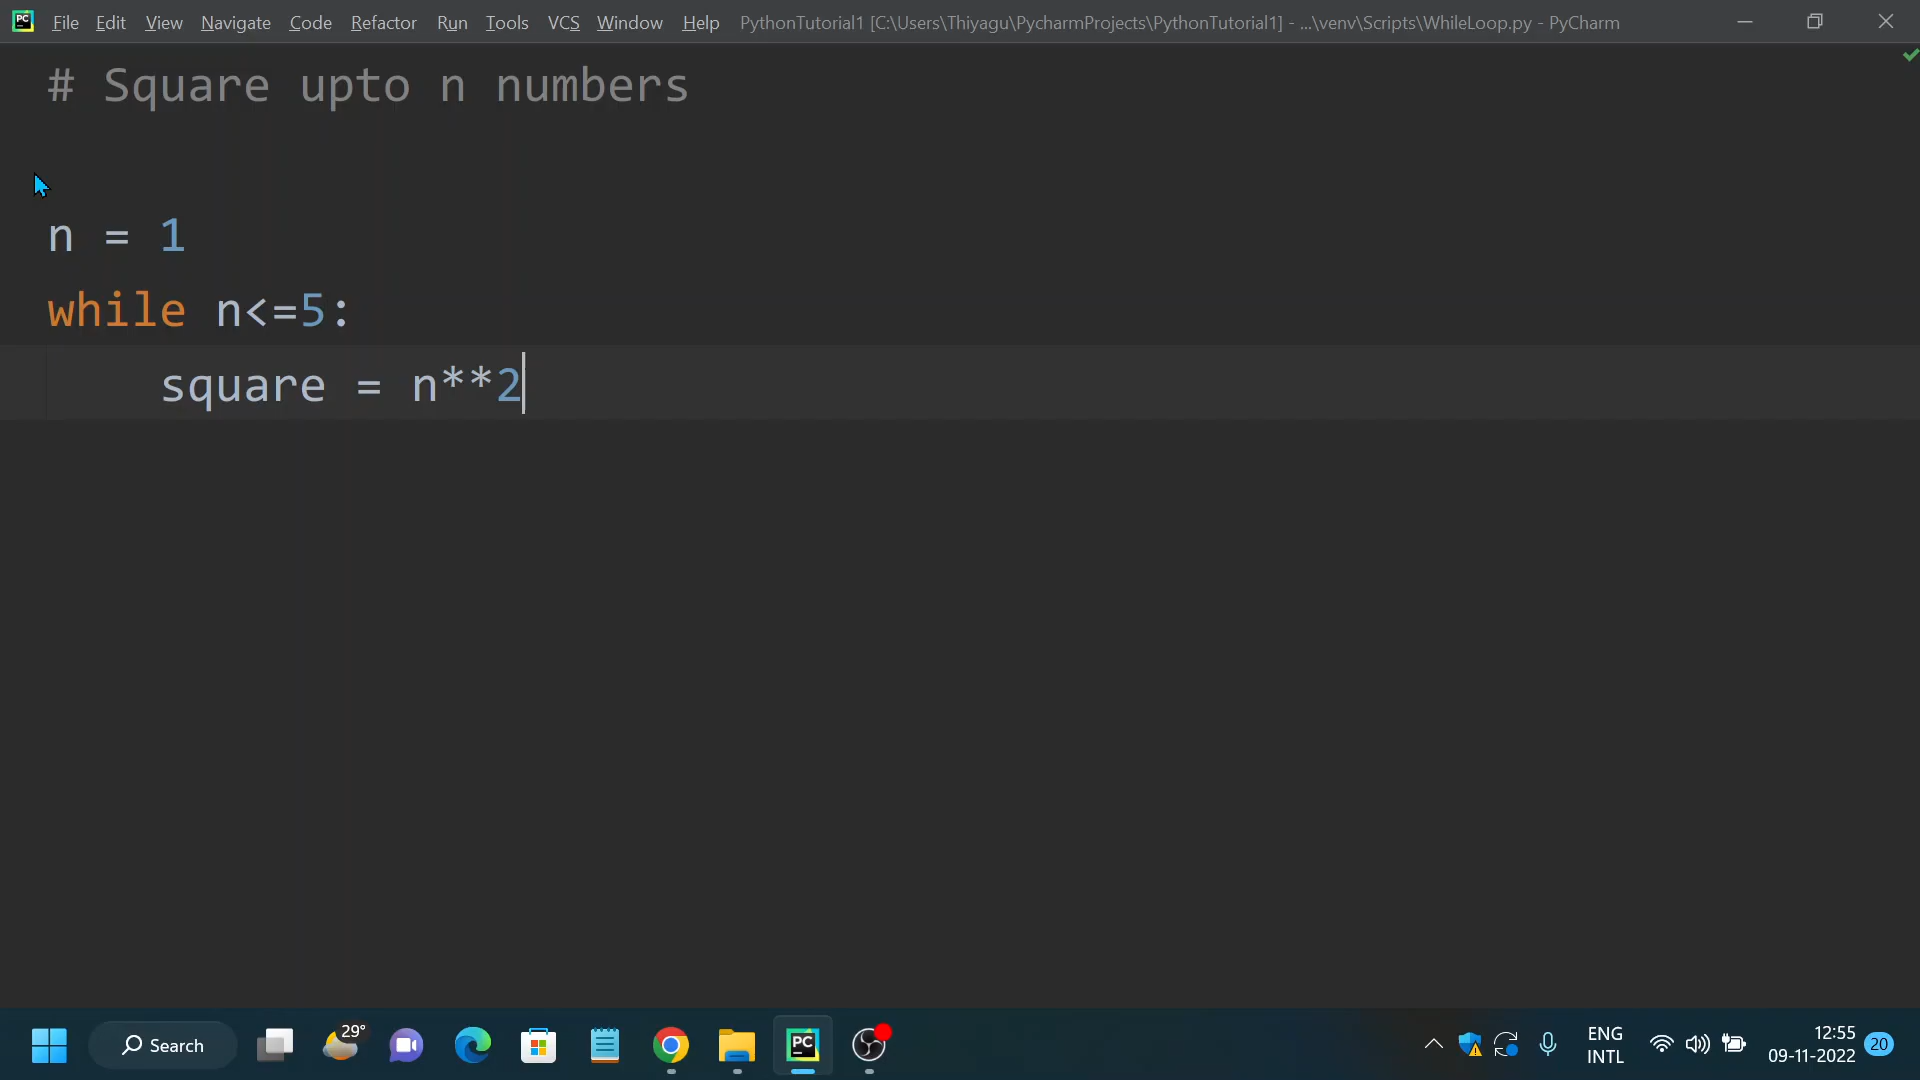 PC File Edit View Navigate Code Refactor Run Tools VCS Window Help PythonTutorial1 [C:\Users\Thiyagu\PycharmProjects\PythonTutorial1] - ...\venv\Scripts\WhileLoop.py - PyCharm
# Square upto n numbers
n = 1
while n<=5:
    square = n**2
Search 29° PC ENG INTL 12:55 09-11-2022 20